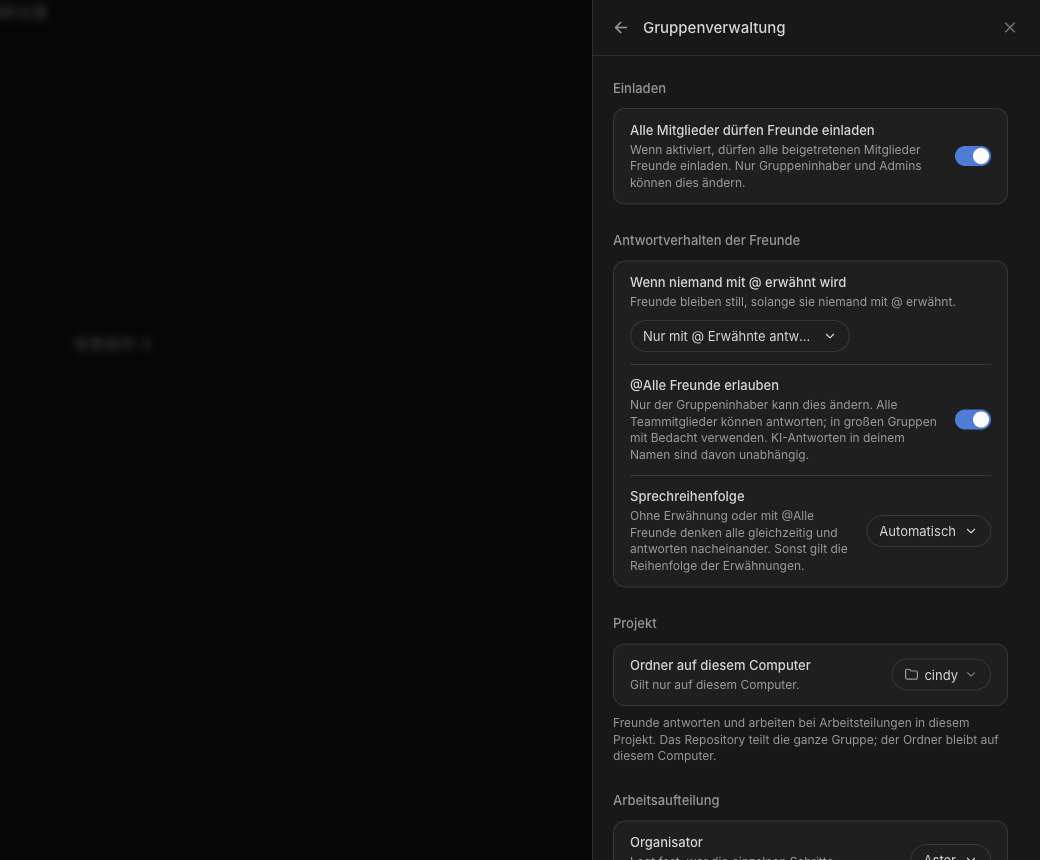 Gruppenverwaltung
Einladen
Alle Mitglieder dürfen Freunde einladen
Wenn aktiviert, dürfen alle beigetretenen Mitglieder
Freunde einladen. Nur Gruppeninhaber und Admins
können dies ändern.
Antwortverhalten der Freunde
Wenn niemand mit @ erwähnt wird
Freunde bleiben still, solange sie niemand mit @ erwähnt.
Nur mit @ Erwähnte antw...
@Alle Freunde erlauben
Nur der Gruppeninhaber kann dies ändern. Alle
Teammitglieder können antworten; in großen Gruppen
mit Bedacht verwenden. KI-Antworten in deinem
Namen sind davon unabhängig.
Sprechreihenfolge
Ohne Erwähnung oder mit @Alle
Freunde denken alle gleichzeitig und
antworten nacheinander. Sonst gilt die
Reihenfolge der Erwähnungen.
Automatisch
Projekt
Ordner auf diesem Computer
Gilt nur auf diesem Computer.
cindy
Freunde antworten und arbeiten bei Arbeitsteilungen in diesem
Projekt. Das Repository teilt die ganze Gruppe; der Ordner bleibt auf
diesem Computer.
Arbeitsaufteilung
Organisator